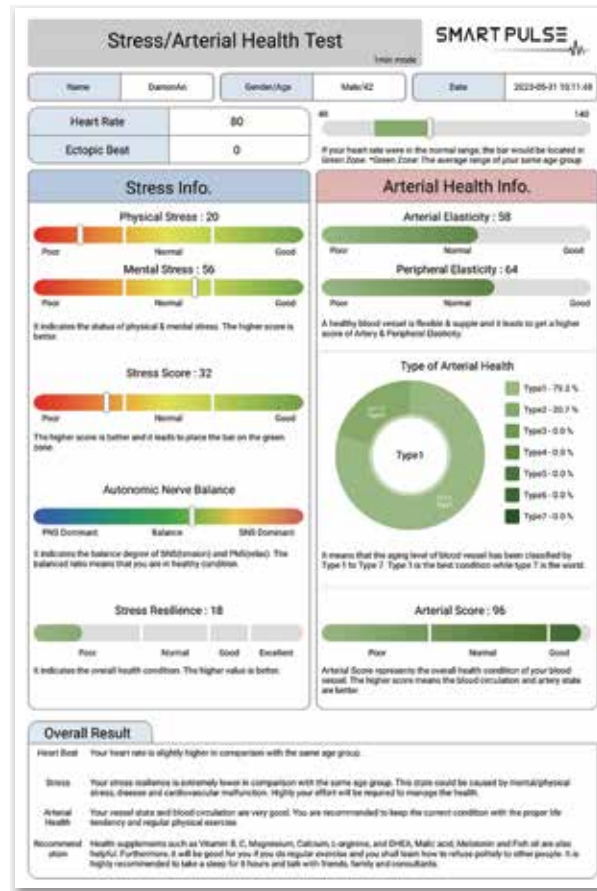 Stress/Arterial Health Test
1min mode
SMART PULSE
Name DamonAn Gender/Age Male/42 Date 2023-05-31 10:11:48
Heart Rate 80
Ectopic Beat 0
40 140
If your heart rate were in the normal range, the bar would be located in
Green Zone. *Green Zone: The average range of your same age group
Stress Info.
Physical Stress : 20
Poor Normal Good
Mental Stress : 56
Poor Normal Good
It indicates the status of physical & mental stress. The higher score is
better.
Stress Score : 32
Poor Normal Good
The higher score is better and it leads to place the bar on the green
zone.
Autonomic Nerve Balance
PNS Dominant Balance SNS Dominant
It indicates the balance degree of SNS(tension) and PNS(relax). The
balanced ratio means that you are in healthy condition.
Stress Resilience : 18
Poor Normal Good Excellent
It indicates the overall health condition. The higher value is better.
Arterial Health Info.
Arterial Elasticity : 58
Poor Normal Good
Peripheral Elasticity : 64
Poor Normal Good
A healthy blood vessel is flexible & supple and it leads to get a higher
score of Artery & Peripheral Elasticity.
Type of Arterial Health
Type1
Type1 - 79.3 %
Type2 - 20.7 %
Type3 - 0.0 %
Type4 - 0.0 %
Type5 - 0.0 %
Type6 - 0.0 %
Type7 - 0.0 %
It means that the aging level of blood vessel has been classified by
Type 1 to Type 7. Type 1 is the best condition while type 7 is the worst.
Arterial Score : 96
Poor Normal Good
Arterial Score represents the overall health condition of your blood
vessel. The higher score means the blood circulation and artery state
are better.
Overall Result
Heart Beat Your heart rate is slightly higher in comparison with the same age group.
Stress Your stress resilience is extremely lower in comparison with the same age group. This state could be caused by mental/physical
stress, disease and cardiovascular malfunction. Highly your effort will be required to manage the health.
Arterial Health Your vessel state and blood circulation are very good. You are recommended to keep the current condition with the proper life
tendency and regular physical exercise.
Recommendation Health supplements such as Vitamin B, C, Magnesium, Calcium, L-arginine, and DHEA, Malic acid, Melatonin and Fish oil are also
helpful. Furthermore, it will be good for you if you do regular exercise and you shall learn how to refuse politely to other people. It is
highly recommended to take a sleep for 8 hours and talk with friends, family and consultants.